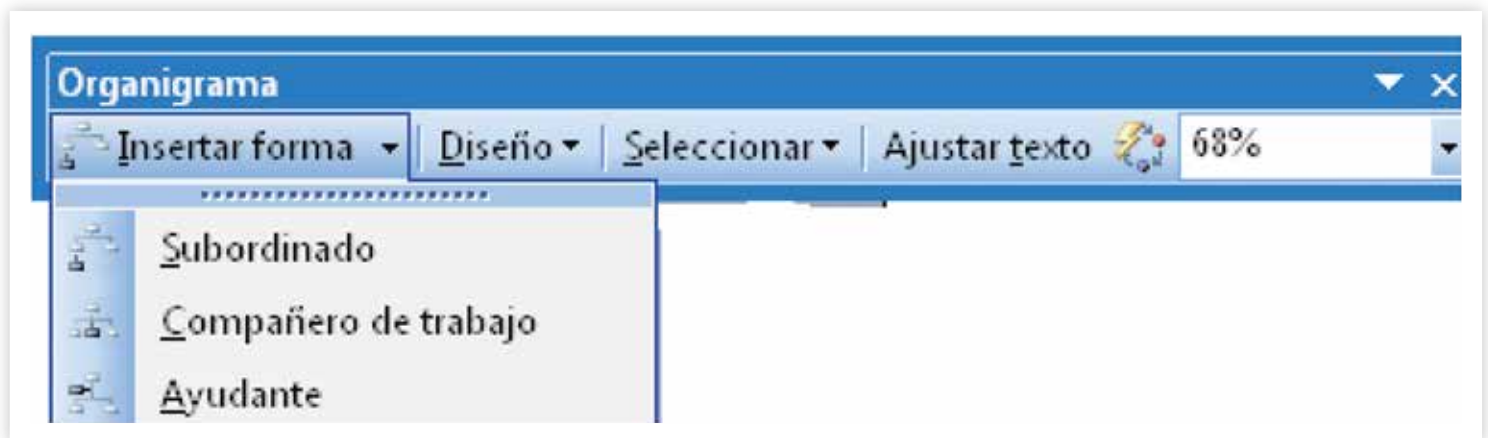 Organigrama
Insertar forma Diseño Seleccionar Ajustar texto 68%
Subordinado
Compañero de trabajo
Ayudante